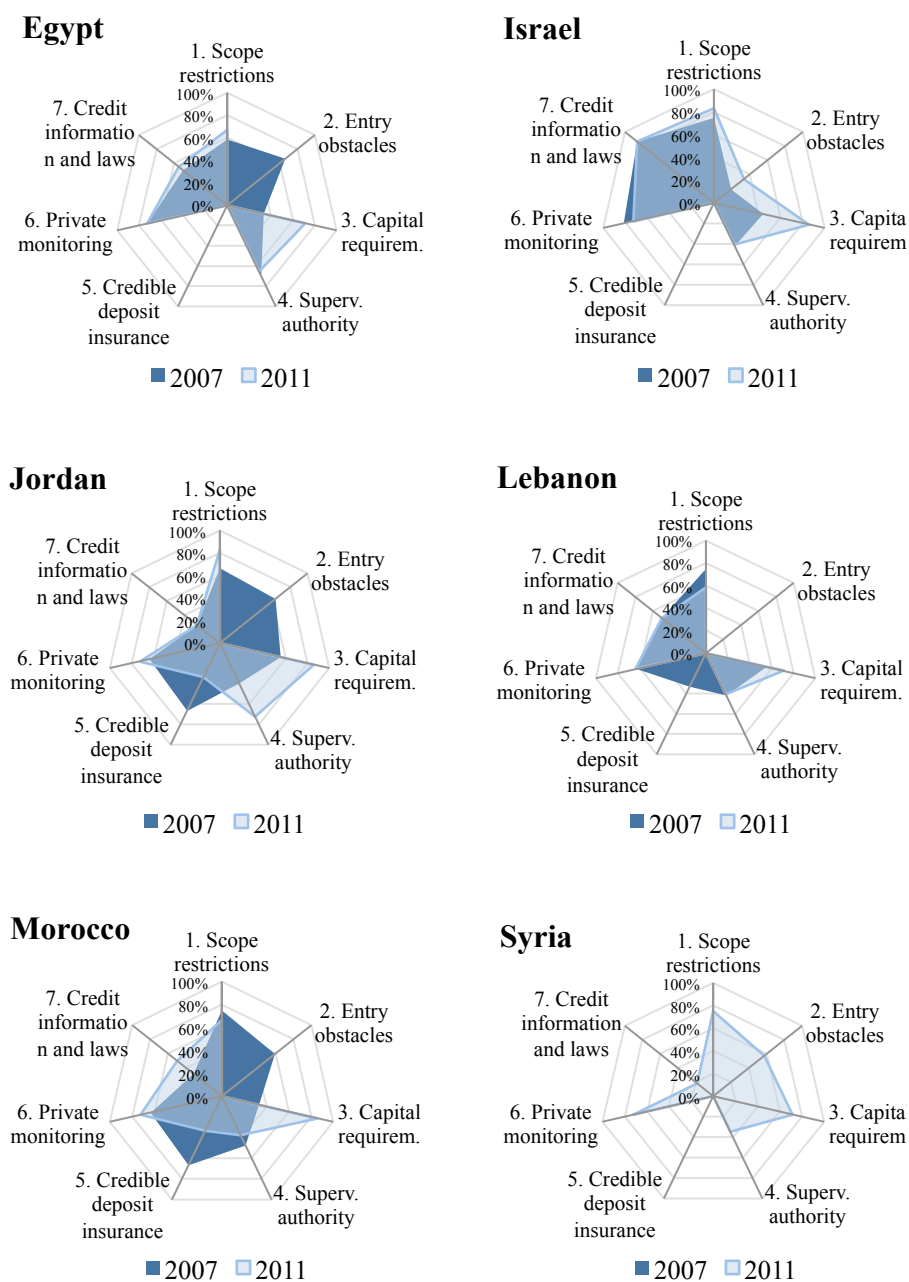 Egypt
1. Scope
restrictions
100%
80%
60%
40%
20%
0%
2. Entry
obstacles
3. Capital
requirem.
4. Superv.
authority
5. Credible
deposit
insurance
6. Private
monitoring
7. Credit
informatio
n and laws
2007 2011
Israel
1. Scope
restrictions
100%
80%
60%
40%
20%
0%
2. Entry
obstacles
3. Capita
requirem
4. Superv.
authority
5. Credible
deposit
insurance
6. Private
monitoring
7. Credit
informatio
n and laws
2007 2011
Jordan
1. Scope
restrictions
100%
80%
60%
40%
20%
0%
2. Entry
obstacles
3. Capital
requirem.
4. Superv.
authority
5. Credible
deposit
insurance
6. Private
monitoring
7. Credit
informatio
n and laws
2007 2011
Lebanon
1. Scope
restrictions
100%
80%
60%
40%
20%
0%
2. Entry
obstacles
3. Capital
requirem.
4. Superv.
authority
5. Credible
deposit
insurance
6. Private
monitoring
7. Credit
informatio
n and laws
2007 2011
Morocco
1. Scope
restrictions
100%
80%
60%
40%
20%
0%
2. Entry
obstacles
3. Capital
requirem.
4. Superv.
authority
5. Credible
deposit
insurance
6. Private
monitoring
7. Credit
informatio
n and laws
2007 2011
Syria
1. Scope
restrictions
100%
80%
60%
40%
20%
0%
2. Entry
obstacles
3. Capita
requirem
4. Superv.
authority
5. Credible
deposit
insurance
6. Private
monitoring
7. Credit
information
and laws
2007 2011